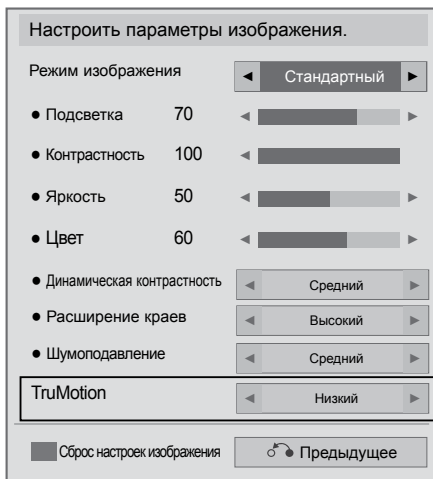 Настроить параметры изображения.
Режим изображения ◄ Стандартный ►
● Подсветка 70 ◄ ►
● Контрастность 100 ◄
● Яркость 50 ◄ ►
● Цвет 60 ◄ ►
● Динамическая контрастность ◄ Средний ►
● Расширение краев ◄ Высокий ►
● Шумоподавление ◄ Средний ►
TruMotion ◄ Низкий ►
Сброс настроек изображения Предыдущее